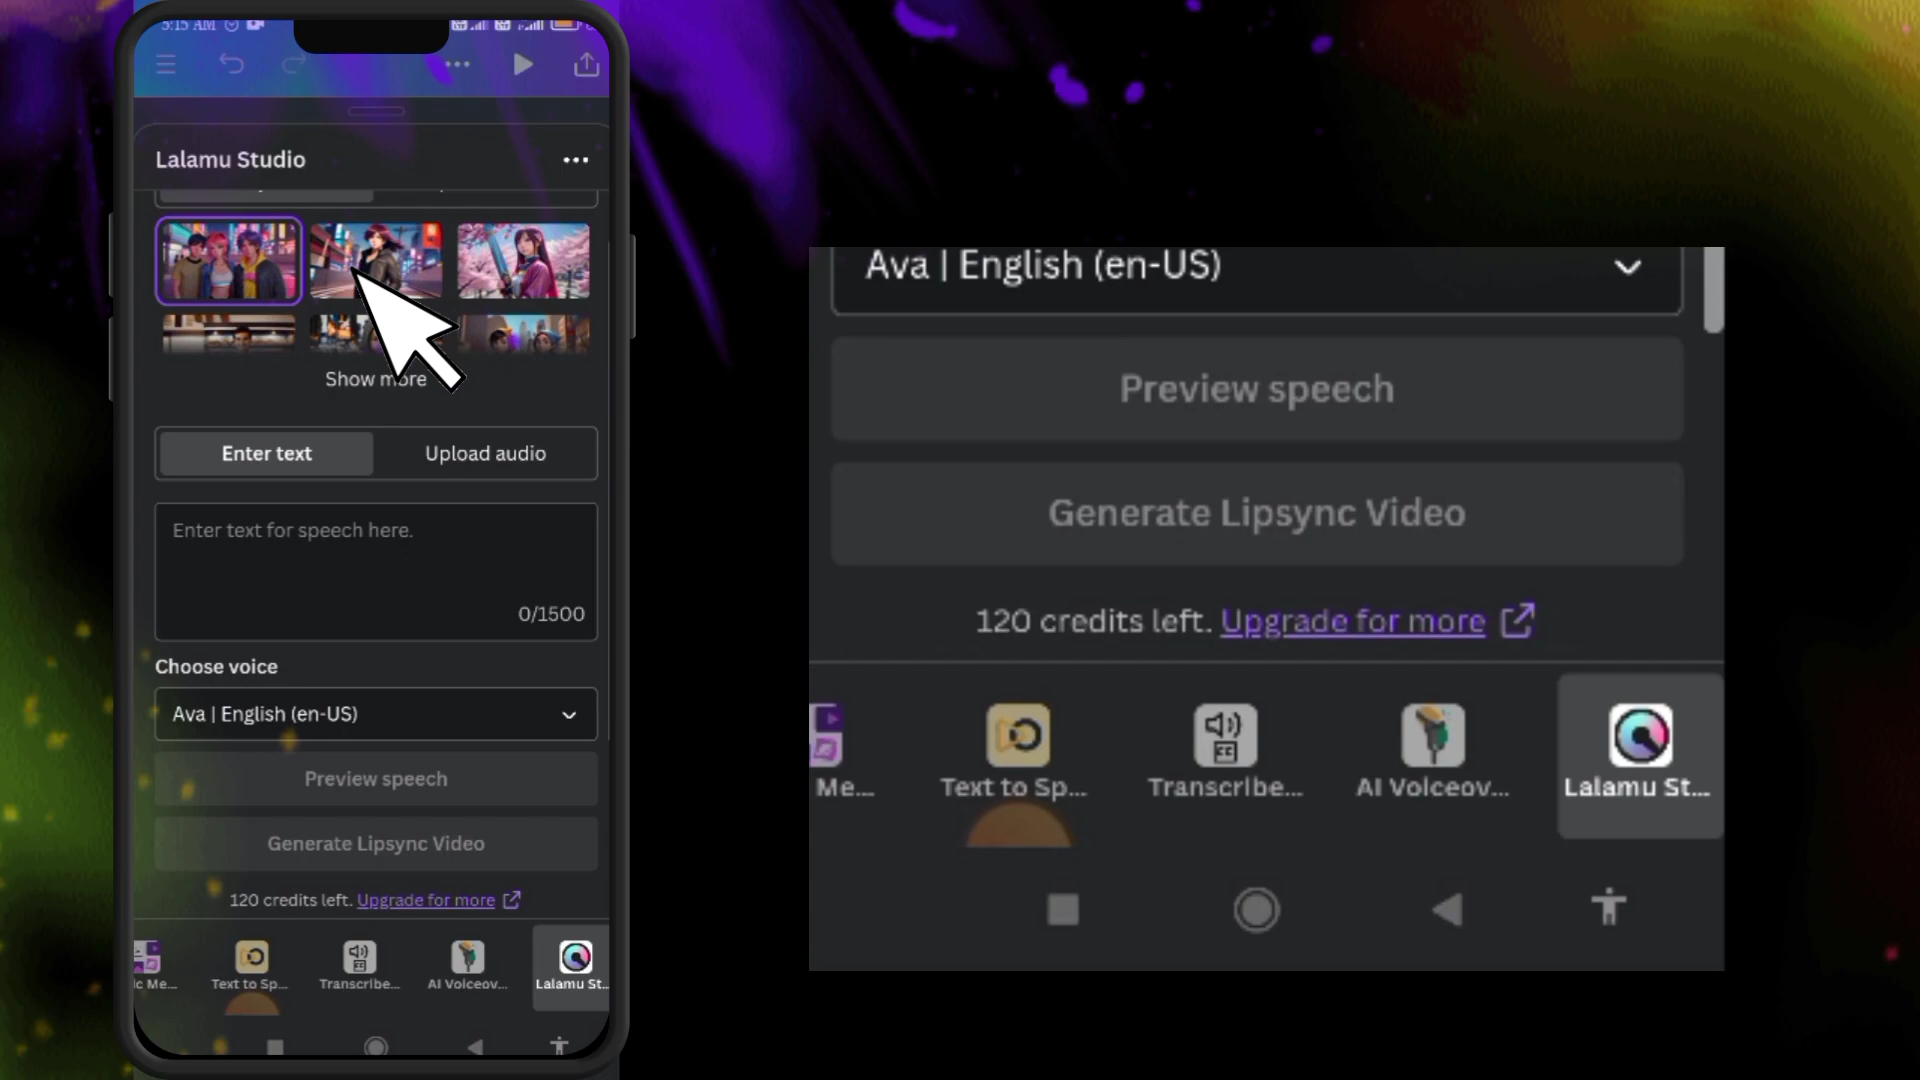 5:15 AM
Lalamu Studio
Show more
Enter text
Upload audio
Enter text for speech here.
0/1500
Choose voice
Ava | English (en-US)
Preview speech
Generate Lipsync Video
120 credits left. Upgrade for more
ic Me...
Text to Sp...
Transcribe...
AI Voiceov...
Lalamu St...
Ava | English (en-US)
Preview speech
Generate Lipsync Video
120 credits left. Upgrade for more
Me...
Text to Sp...
Transcribe...
AI Voiceov...
Lalamu St...